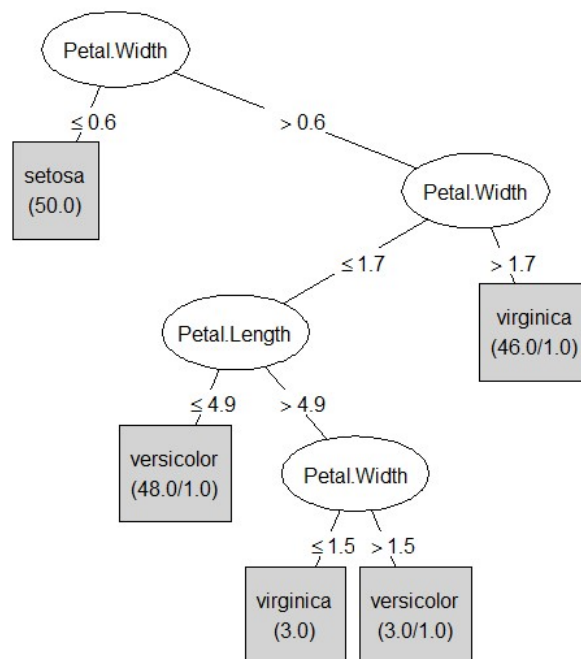 Petal.Width
≤ 0.6
> 0.6
setosa
(50.0)
Petal.Width
≤ 1.7
> 1.7
Petal.Length
virginica
(46.0/1.0)
≤ 4.9
> 4.9
versicolor
(48.0/1.0)
Petal.Width
≤ 1.5
> 1.5
virginica
(3.0)
versicolor
(3.0/1.0)